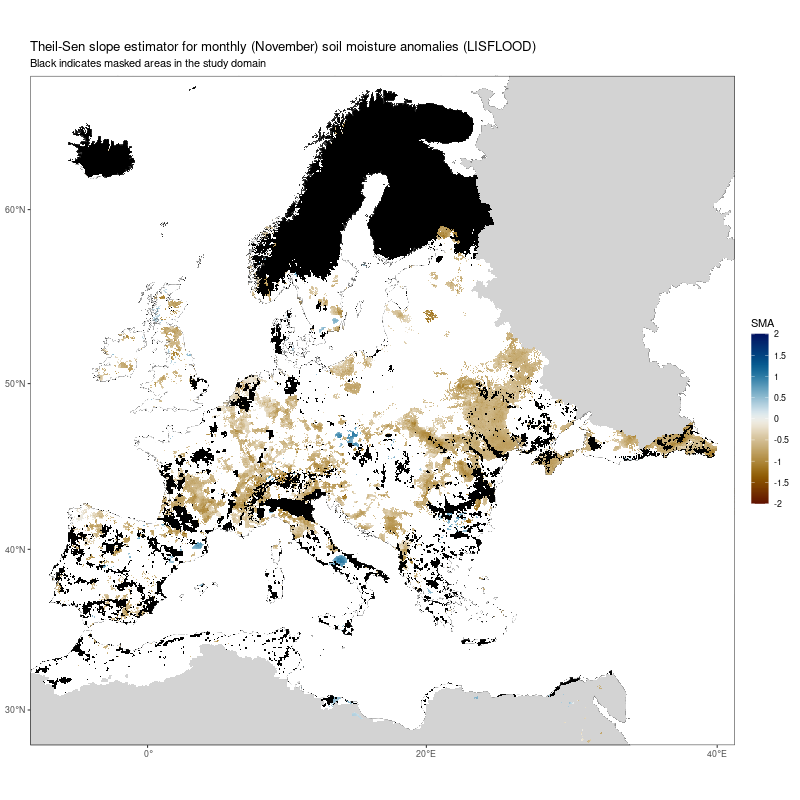 Theil-Sen slope estimator for monthly (November) soil moisture anomalies (LISFLOOD)
Black indicates masked areas in the study domain
60°N
50°N
40°N
30°N
0°
20°E
40°E
SMA
2
1.5
1
0.5
0
-0.5
-1
-1.5
-2